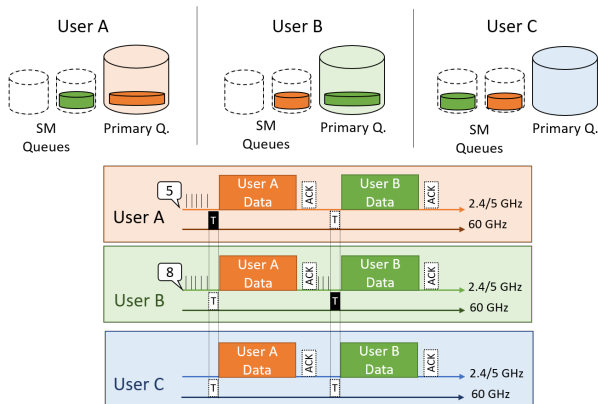 User A
User B
User C
SM
Queues
Primary Q.
SM
Queues
Primary Q.
SM
Queues
Primary Q.
5
User A
Data
ACK
User B
Data
ACK
2.4/5 GHz
User A
T
T
60 GHz
8
User A
Data
ACK
User B
Data
ACK
2.4/5 GHz
User B
T
T
60 GHz
User A
Data
ACK
User B
Data
ACK
2.4/5 GHz
User C
T
T
60 GHz